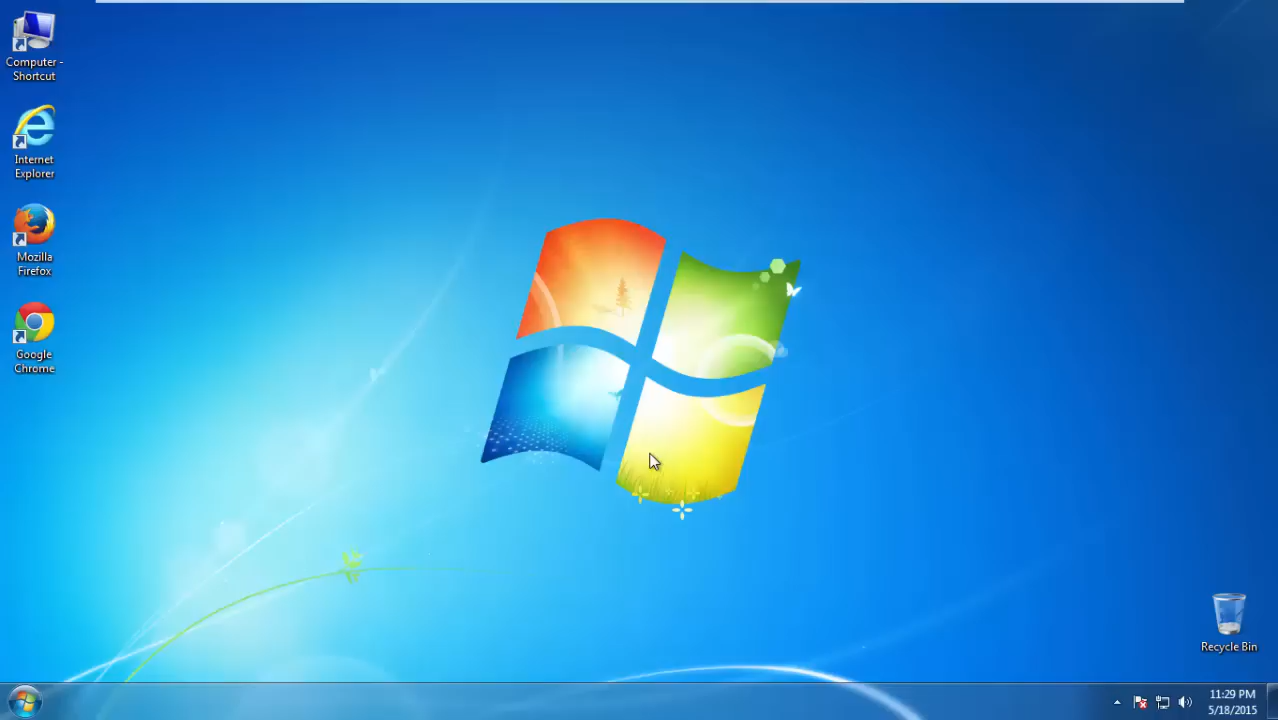 Computer -
Shortcut
Internet
Explorer
Mozilla
Firefox
Google
Chrome
Recycle Bin
11:29 PM
5/18/2015